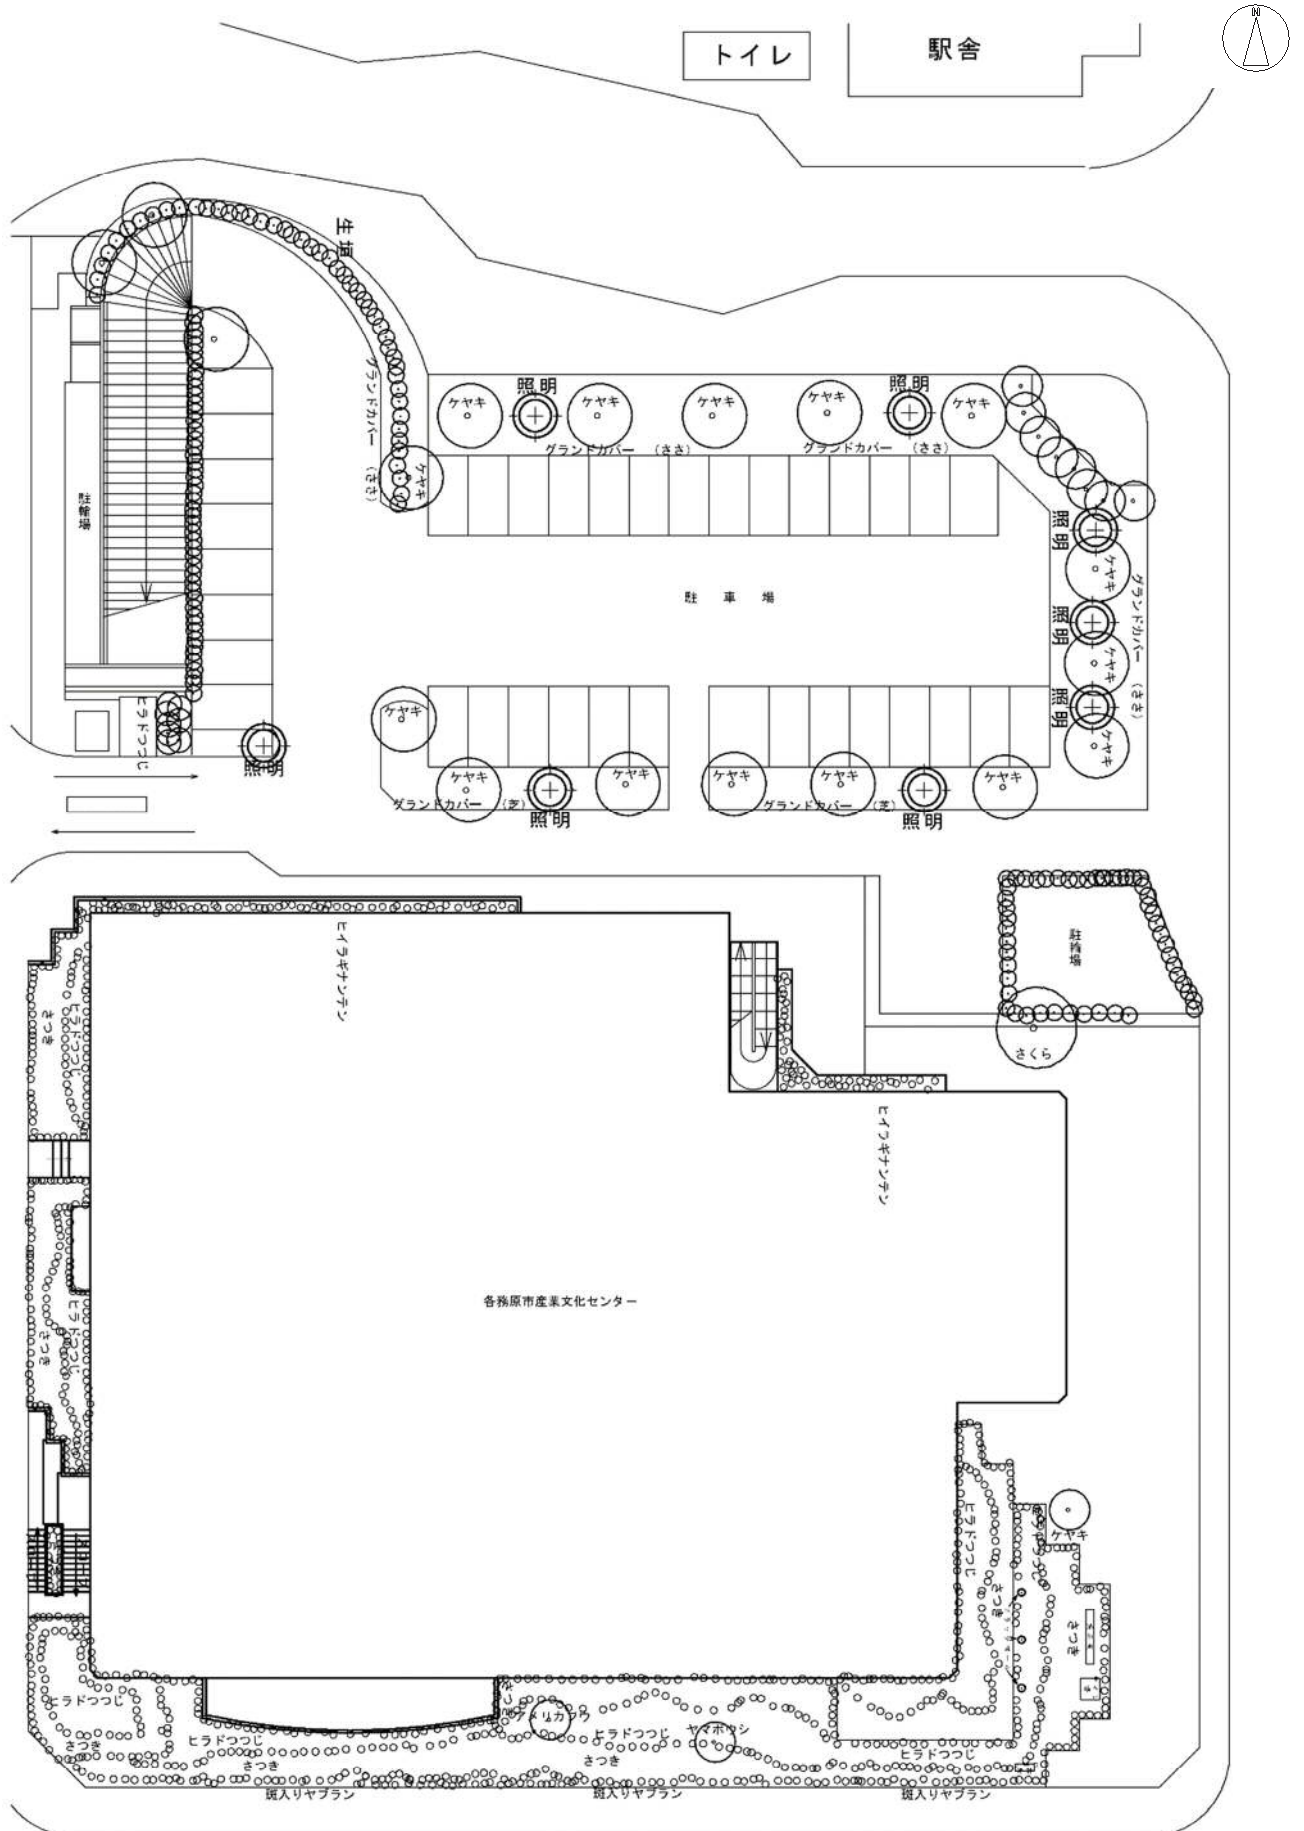 N
トイレ
駅舎
生垣
グランドカバー (ささ)
ケヤキ
照明
ケヤキ
ケヤキ
ケヤキ
照明
ケヤキ
グランドカバー (ささ)
グランドカバー (ささ)
ケヤキ
駐輪場
照明
ケヤキ
駐車場
照明
ケヤキ
グランドカバー (ささ)
照明
ケヤキ
ヒラドつつじ
照明
ケヤキ
ケヤキ
ケヤキ
ケヤキ
ケヤキ
ケヤキ
グランドカバー (芝)
照明
グランドカバー (芝)
照明
ヒイラギナンテン
駐輪場
さくら
ヒラドつつじ
さつき
ヒイラギナンテン
各務原市産業文化センター
ヒラドつつじ
さつき
ヒラドつつじ
ヒラドつつじ
ケヤキ
さつき
さつき
ヒラドつつじ
さつき
ヒラドつつじ
さつき
さつき
アメリカフウ
ヒラドつつじ
さつき
ヤマボウシ
ヒラドつつじ
斑入りヤブラン
斑入りヤブラン
斑入りヤブラン